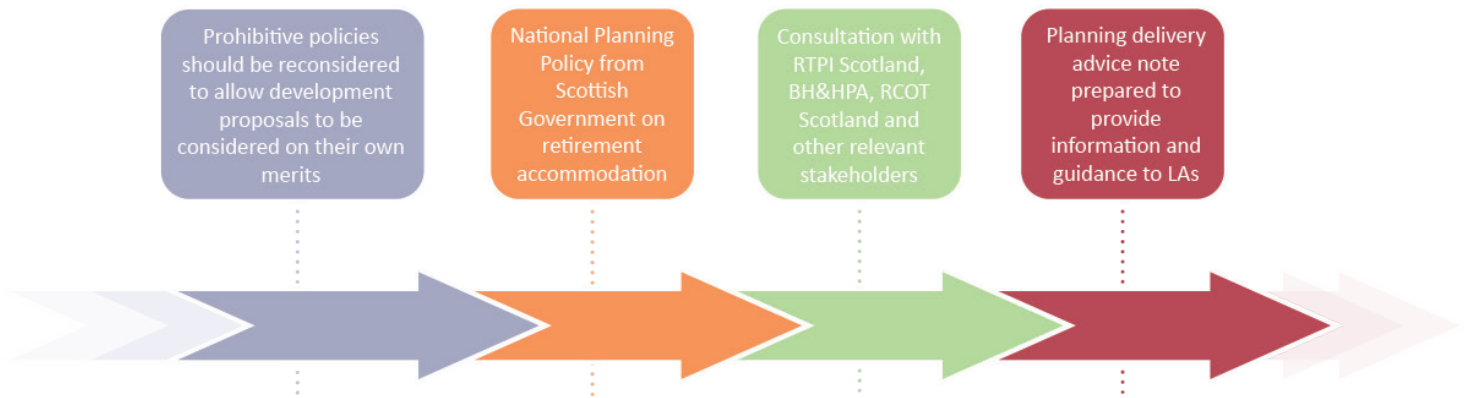 Prohibitive policies
should be reconsidered
to allow development
proposals to be
considered on their own
merits
National Planning
Policy from
Scottish
Government on
retirement
accommodation
Consultation with
RTPI Scotland,
BH&HPA, RCOT
Scotland and
other relevant
stakeholders
Planning delivery
advice note
prepared to
provide
information and
guidance to LAs